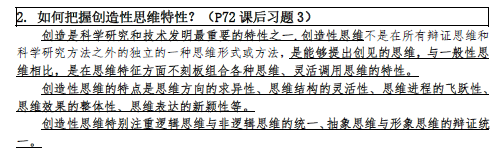 2. 如何把握创造性思维特性？（P72 课后习题 3）
创造是科学研究和技术发明最重要的特性之一.创造性思维不是在所有辩证思维和
科学研究方法之外的独立的一种思维形式或方法，是能够提出创见的思维，与一般性思
维相比，是在思维特征方面不刻板组合各种思维、灵活调用思维的特性。
创造性思维的特点是思维方向的求异性、思维结构的灵活性、思维进程的飞跃性、
思维效果的整体性、思维表达的新颖性等。
创造性思维特别注重逻辑思维与非逻辑思维的统一、抽象思维与形象思维的辩证统
一。